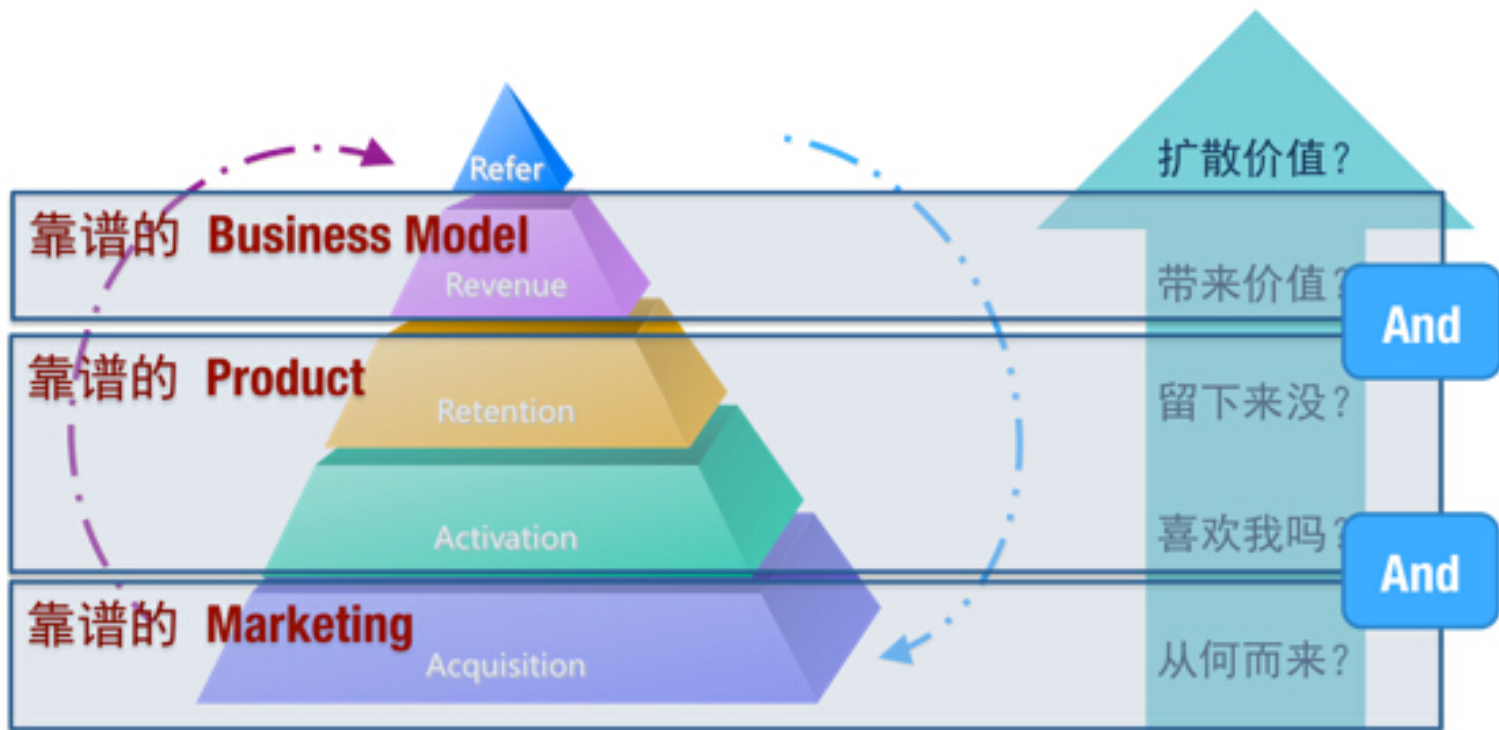 Refer
扩散价值?
靠谱的 Business Model
Revenue
带来价值?
And
靠谱的 Product
Retention
留下来没?
Activation
喜欢我吗?
And
靠谱的 Marketing
Acquisition
从何而来?